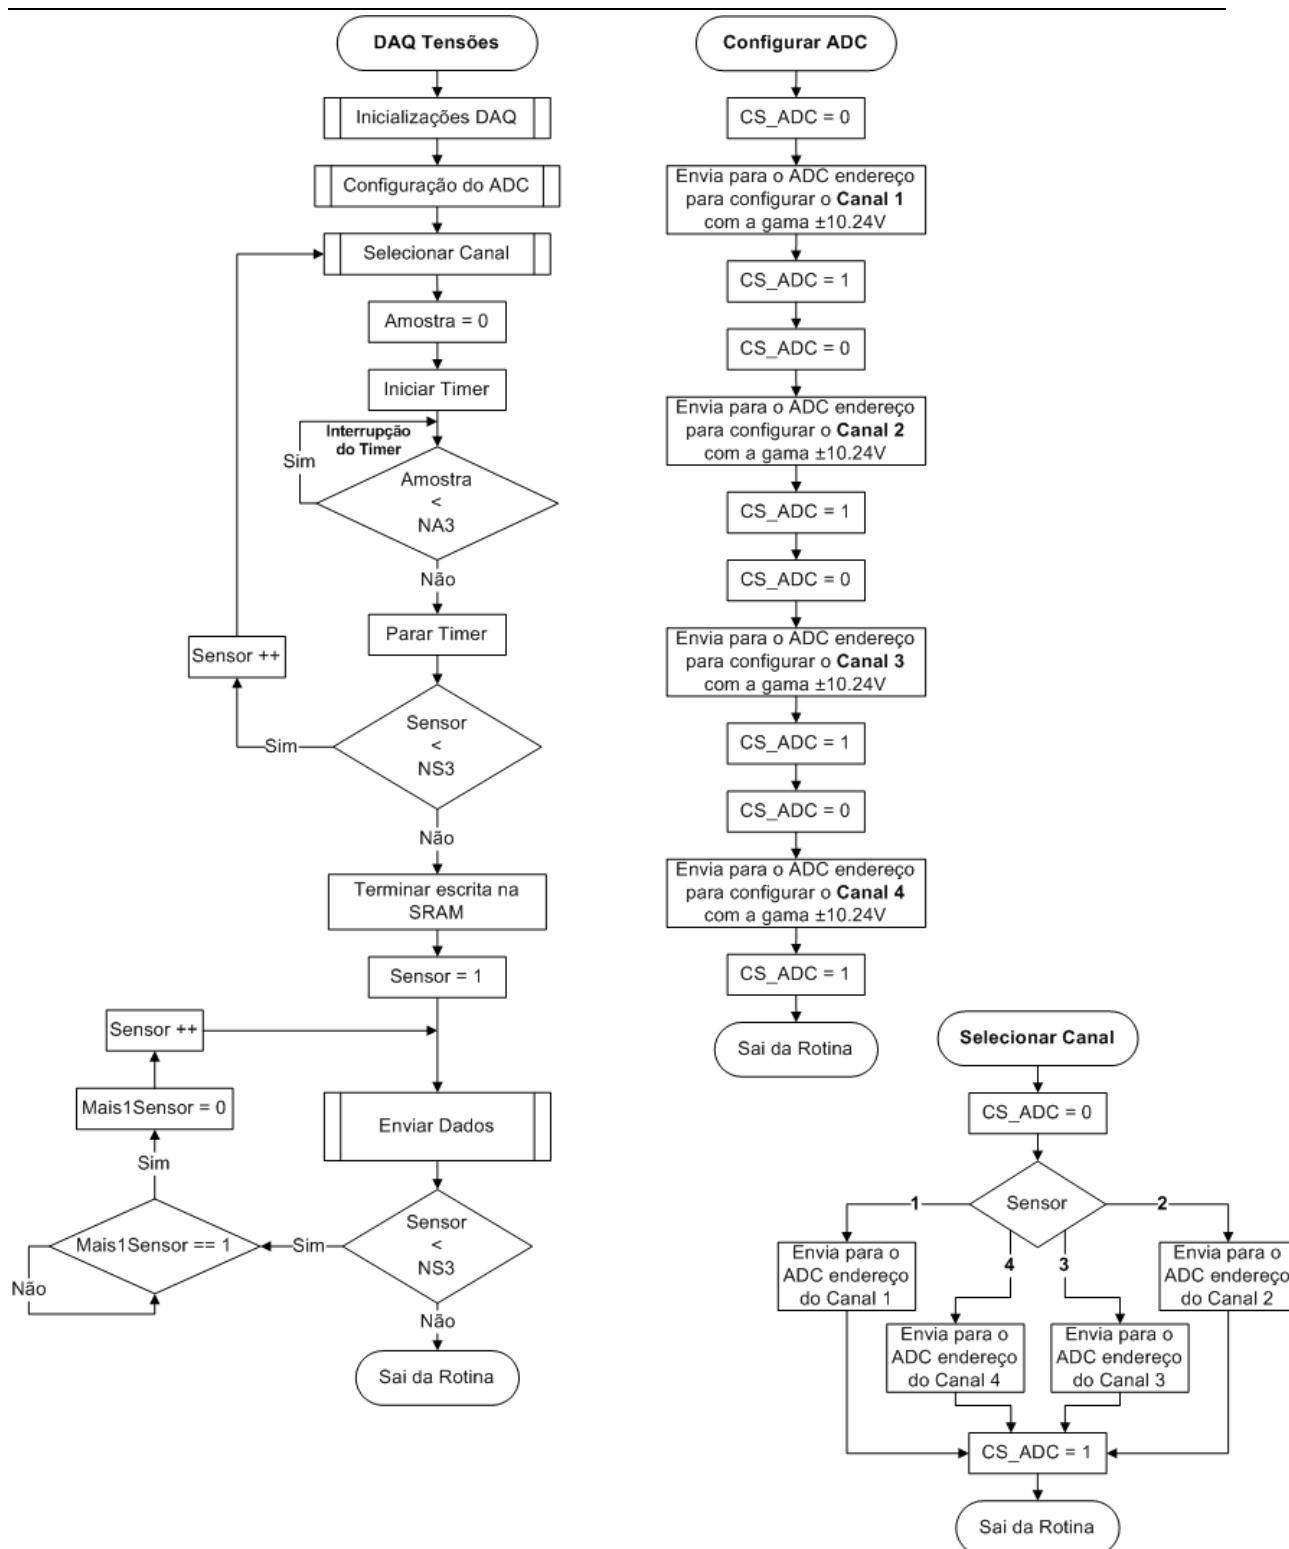 DAQ Tensões
Inicializações DAQ
Configuração do ADC
Selecionar Canal
Amostra = 0
Iniciar Timer
Interrupção
do Timer
Sim
Amostra
<
NA3
Não
Parar Timer
Sensor ++
Sensor
<
NS3
Sim
Não
Terminar escrita na
SRAM
Sensor = 1
Sensor ++
Mais1Sensor = 0
Enviar Dados
Sim
Mais1Sensor == 1
Não
Sim
Sensor
<
NS3
Não
Sai da Rotina
Configurar ADC
CS_ADC = 0
Envia para o ADC endereço
para configurar o Canal 1
com a gama ±10.24V
CS_ADC = 1
CS_ADC = 0
Envia para o ADC endereço
para configurar o Canal 2
com a gama ±10.24V
CS_ADC = 1
CS_ADC = 0
Envia para o ADC endereço
para configurar o Canal 3
com a gama ±10.24V
CS_ADC = 1
CS_ADC = 0
Envia para o ADC endereço
para configurar o Canal 4
com a gama ±10.24V
CS_ADC = 1
Sai da Rotina
Selecionar Canal
CS_ADC = 0
Sensor
1
2
4
3
Envia para o
ADC endereço
do Canal 1
Envia para o
ADC endereço
do Canal 2
Envia para o
ADC endereço
do Canal 4
Envia para o
ADC endereço
do Canal 3
CS_ADC = 1
Sai da Rotina